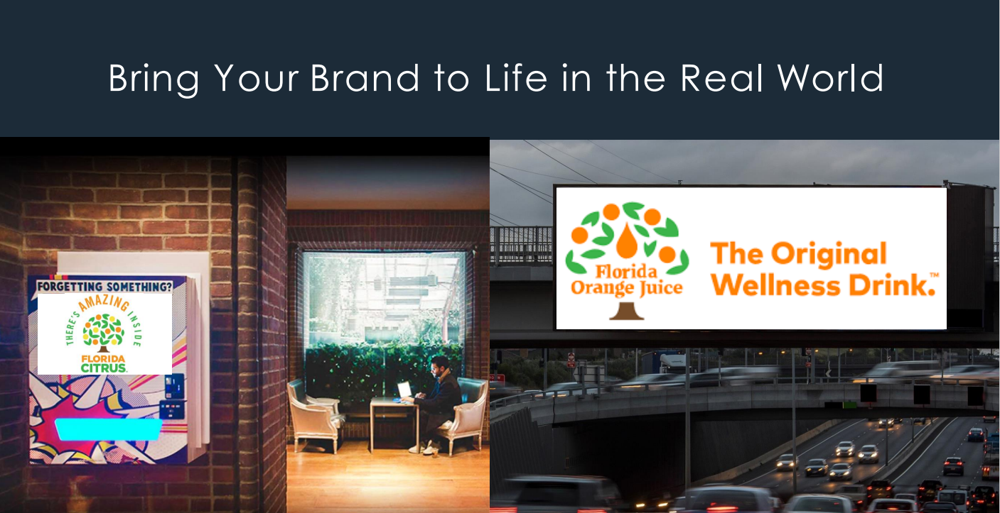 Bring Your Brand to Life in the Real World
FORGETTING SOMETHING?
THERE'S AMAZING INSIDE
FLORIDA
CITRUS.
Florida
Orange Juice
The Original
Wellness Drink.™